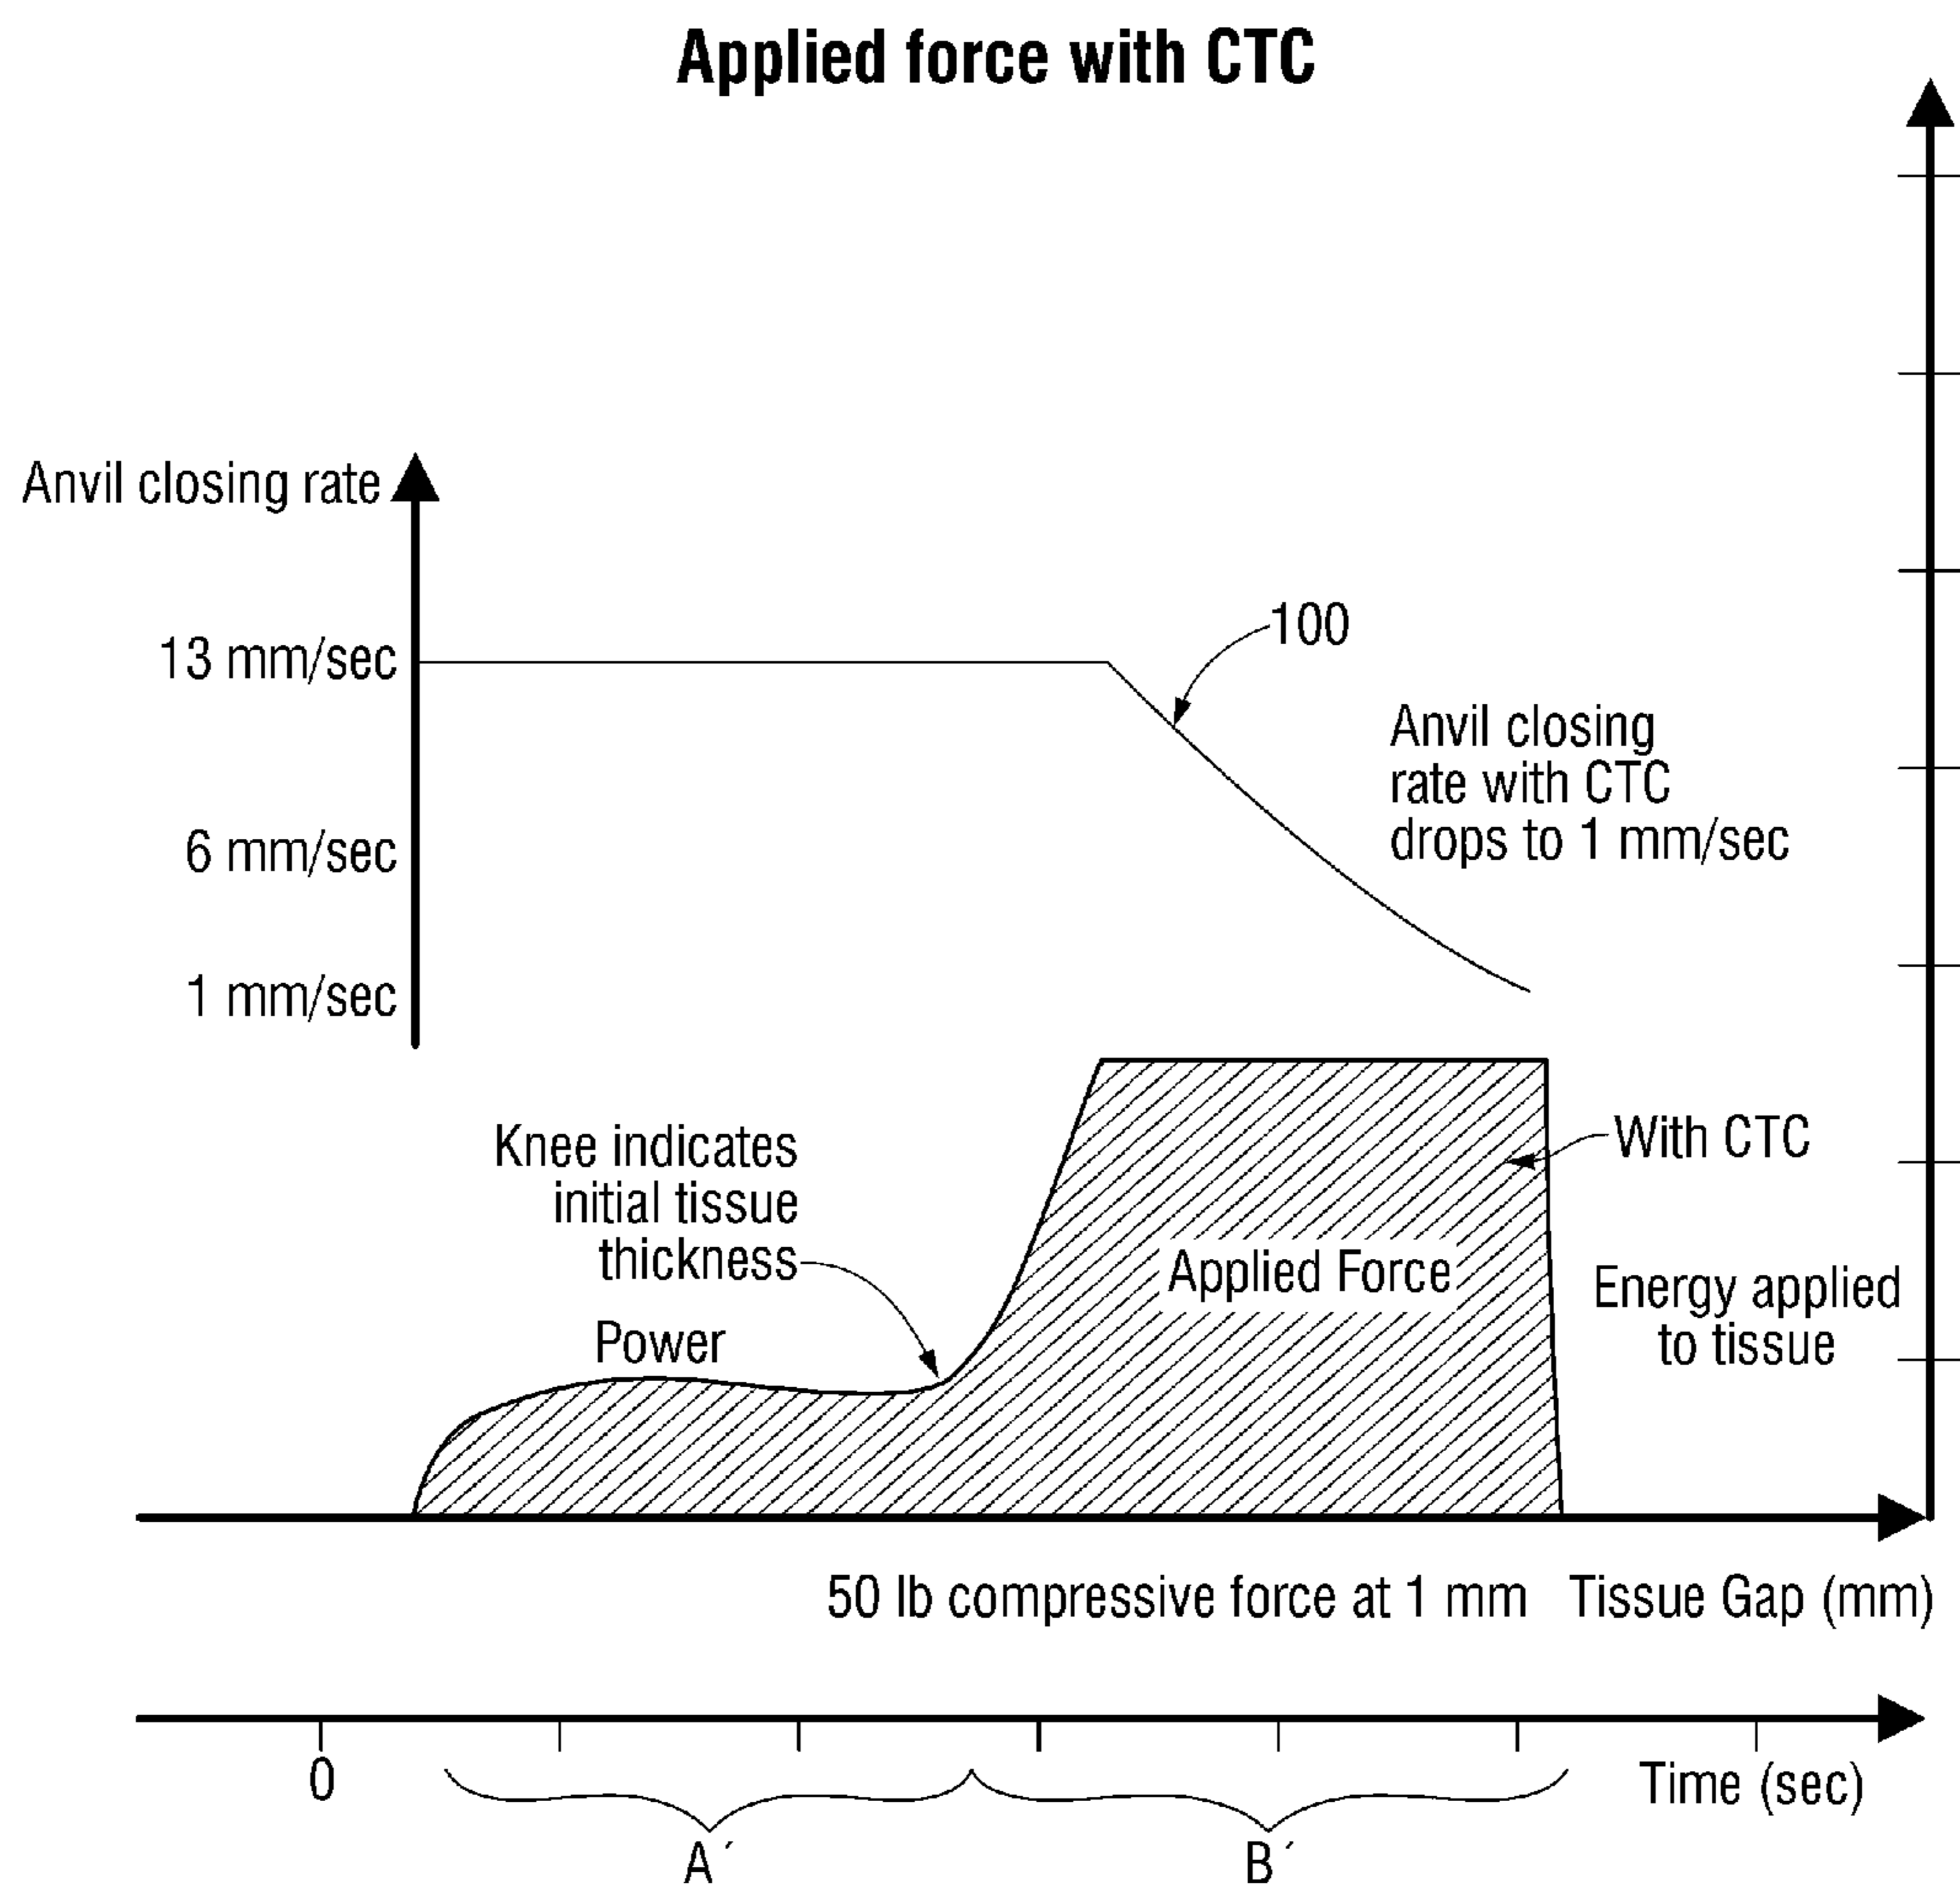 Applied force with CTC
Anvil closing rate
13 mm/sec
6 mm/sec
1 mm/sec
100
Anvil closing
rate with CTC
drops to 1 mm/sec
Knee indicates
initial tissue
thickness
Power
With CTC
Applied Force
Energy applied
to tissue
50 lb compressive force at 1 mm
Tissue Gap (mm)
0
Time (sec)
A´
B´